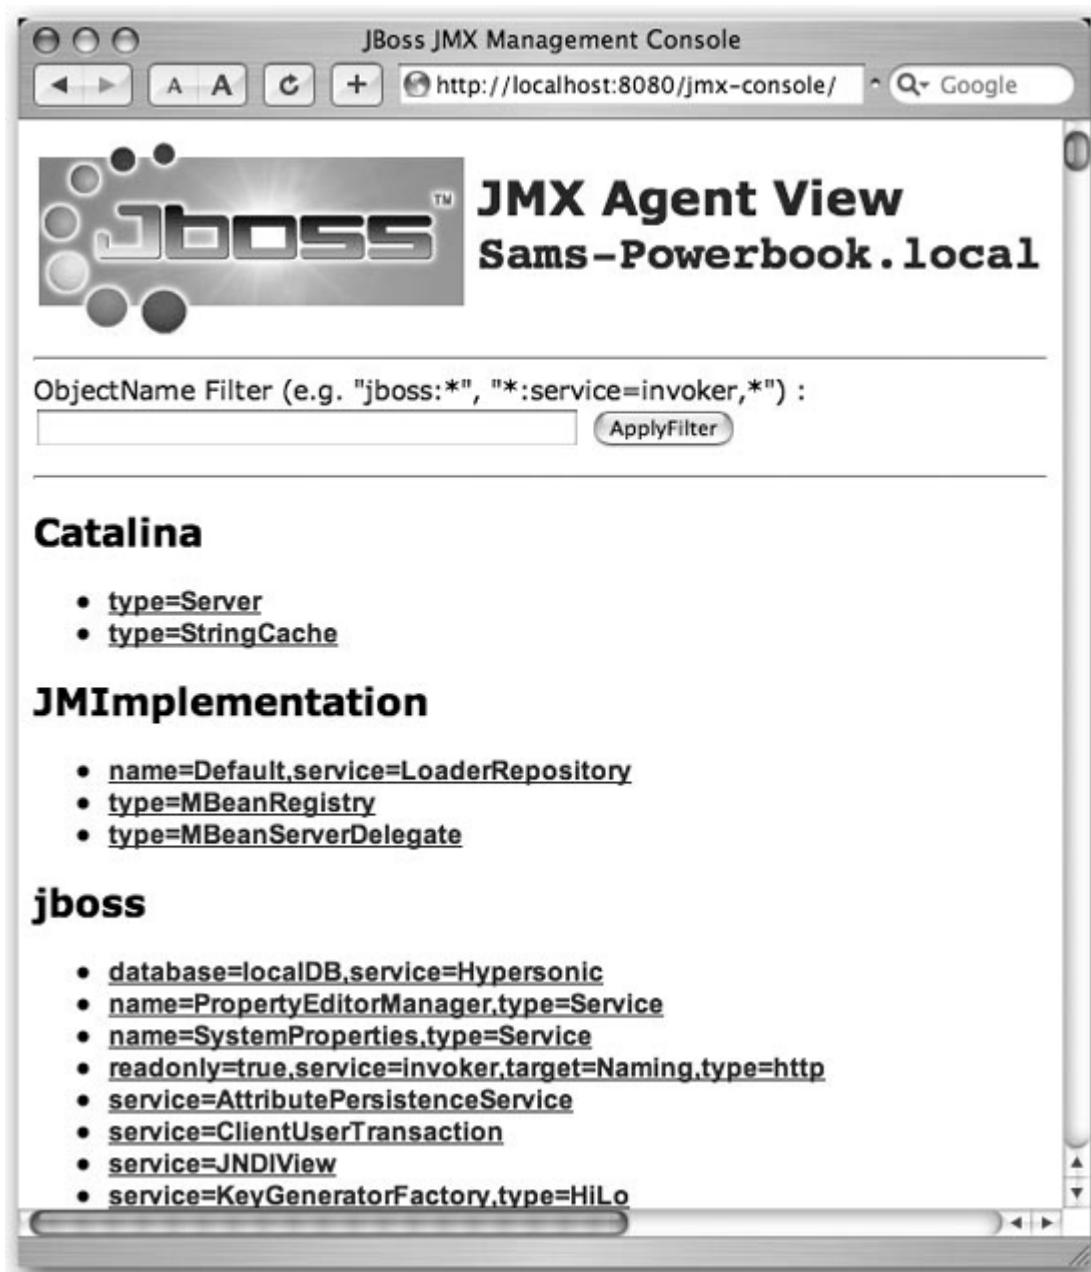 JBoss JMX Management Console
A A + http://localhost:8080/jmx-console/ Google
Jboss TM
JMX Agent View
Sams-Powerbook.local
ObjectName Filter (e.g. "jboss:*", "*:service=invoker,*") :
ApplyFilter
Catalina
• type=Server
• type=StringCache
JMImplementation
• name=Default,service=LoaderRepository
• type=MBeanRegistry
• type=MBeanServerDelegate
jboss
• database=localDB,service=Hypersonic
• name=PropertyEditorManager,type=Service
• name=SystemProperties,type=Service
• readonly=true,service=invoker,target=Naming,type=http
• service=AttributePersistenceService
• service=ClientUserTransaction
• service=JNDIView
• service=KeyGeneratorFactory,type=HiLo